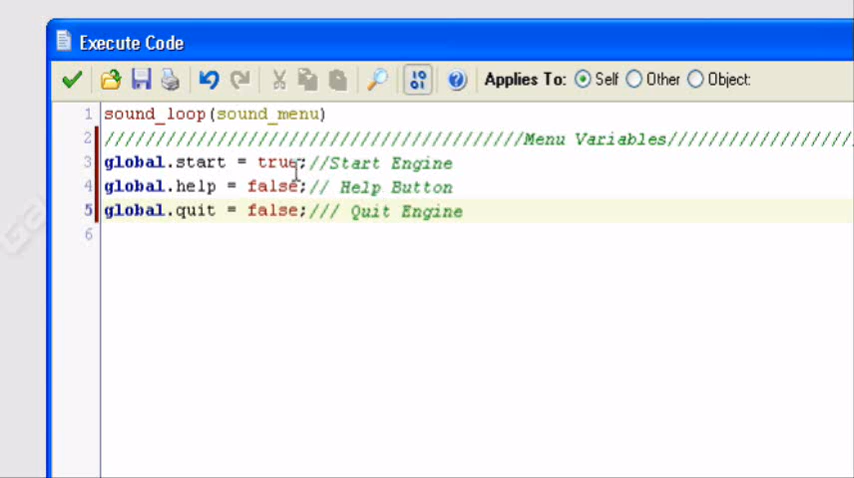 Execute Code
Applies To: Self Other Object:
1 sound_loop(sound_menu)
2 /////////////////////////////////////////Menu Variables//////////////////
3 global.start = true;//Start Engine
4 global.help = false;// Help Button
5 global.quit = false;/// Quit Engine
6